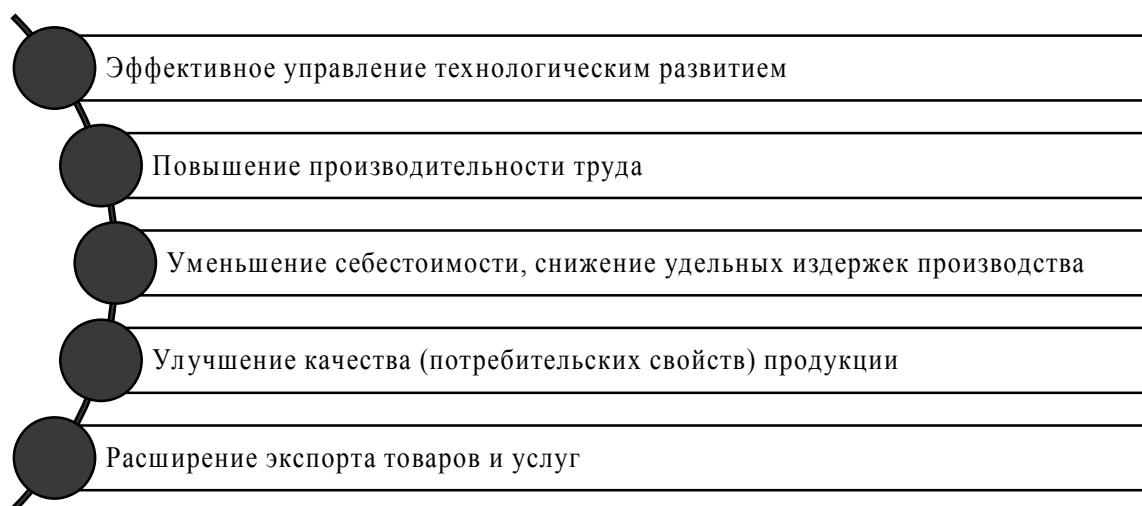 Эффективное управление технологическим развитием
Повышение производительности труда
Уменьшение себестоимости, снижение удельных издержек производства
Улучшение качества (потребительских свойств) продукции
Расширение экспорта товаров и услуг